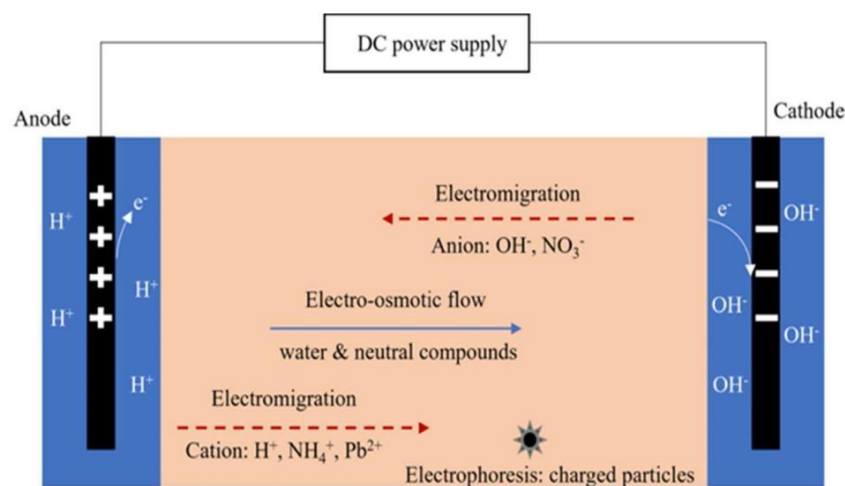 DC power supply
Anode
Cathode
e⁻
H⁺
H⁺
H⁺
H⁺
Electromigration
Anion: OH⁻, NO₃⁻
Electro-osmotic flow
water & neutral compounds
Electromigration
Cation: H⁺, NH₄⁺, Pb²⁺
Electrophoresis: charged particles
e⁻
OH⁻
OH⁻
OH⁻
OH⁻